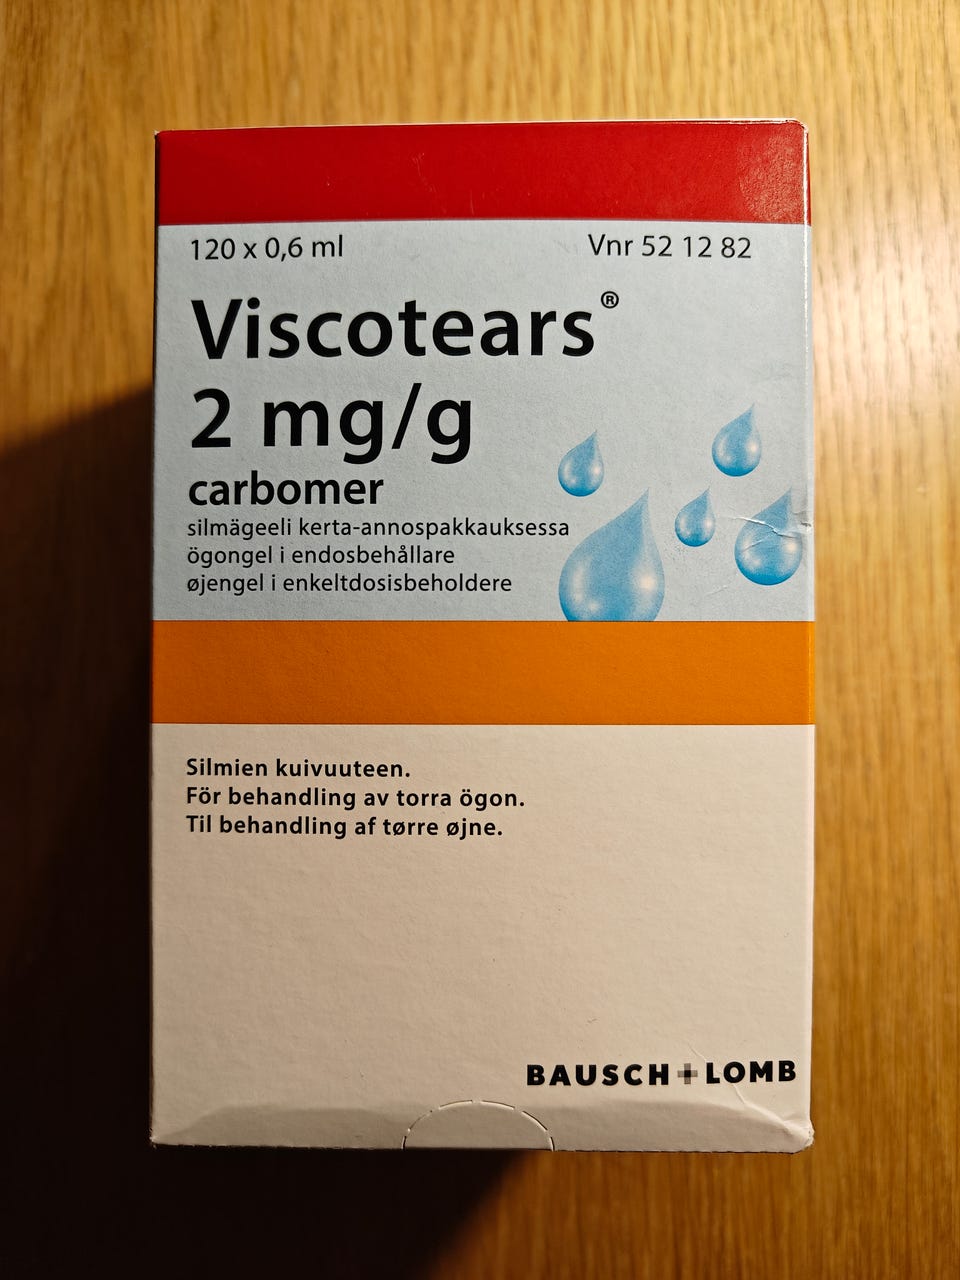 120 x 0,6 ml
Vnr 52 12 82
Viscotears®
2 mg/g
carbomer
silmägeeli kerta-annospakkauksessa
ögongel i endosbehållare
øjengel i enkeltdosisbeholdere
Silmien kuivuuteen.
För behandling av torra ögon.
Til behandling af tørre øjne.
BAUSCH+LOMB